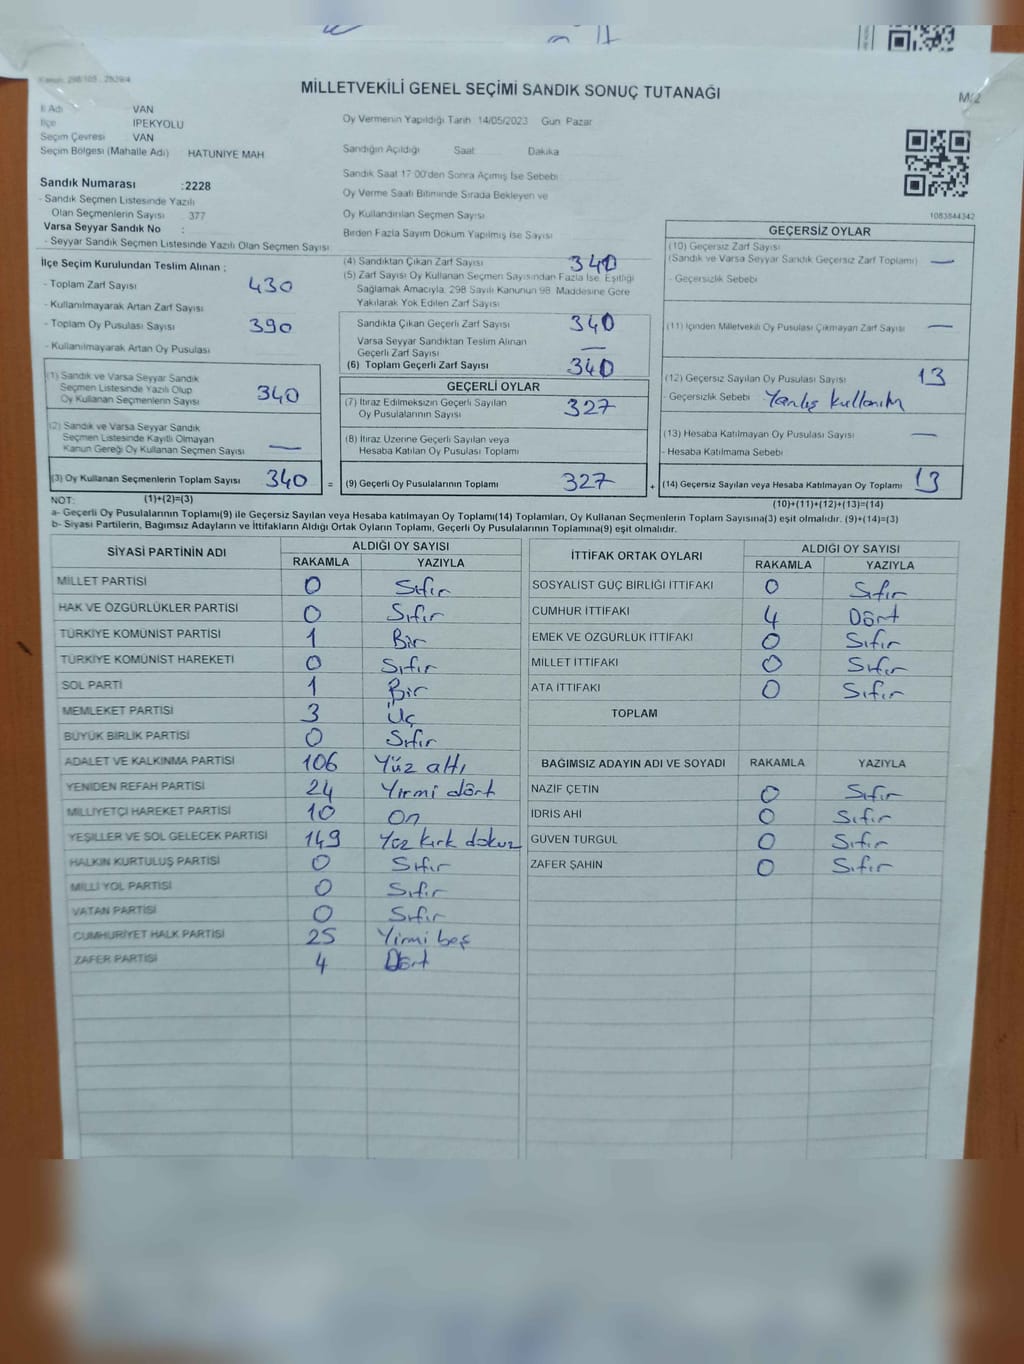 Kanun: 298/105 , 2839/4
MİLLETVEKİLİ GENEL SEÇİMİ SANDIK SONUÇ TUTANAĞI
M/2
İl Adı VAN
İlçe İPEKYOLU
Seçim Çevresi VAN
Seçim Bölgesi (Mahalle Adı) HATUNİYE MAH
Sandık Numarası :2228
- Sandık Seçmen Listesinde Yazılı
Olan Seçmenlerin Sayısı 377
Varsa Seyyar Sandık No :
- Seyyar Sandık Seçmen Listesinde Yazılı Olan Seçmen Sayısı
Oy Vermenin Yapıldığı Tarih 14/05/2023 Gün Pazar
Sandığın Açıldığı Saat Dakika
Sandık Saat 17 00'den Sonra Açımış İse Sebebi
Oy Verme Saati Bitiminde Sırada Bekleyen ve
Oy Kullandırılan Seçmen Sayısı
Birden Fazla Sayım Döküm Yapılmış ise Sayısı
1083844342
İlçe Seçim Kurulundan Teslim Alınan :
- Toplam Zarf Sayısı 430
- Kullanılmayarak Artan Zarf Sayısı
- Toplam Oy Pusulası Sayısı 390
- Kullanılmayarak Artan Oy Pusulası
(1) Sandık ve Varsa Seyyar Sandık
Seçmen Listesinde Yazılı Olup
Oy Kullanan Seçmenlerin Sayısı 340
(2) Sandık ve Varsa Seyyar Sandık
Seçmen Listesinde Kayıtlı Olmayan
Kanun Gereği Oy Kullanan Seçmen Sayısı —
(3) Oy Kullanan Seçmenlerin Toplam Sayısı 340 =
(4) Sandıktan Çıkan Zarf Sayısı 340
(5) Zarf Sayısı Oy Kullanan Seçmen Sayısından Fazla İse, Eşitliği
Sağlamak Amacıyla, 298 Sayılı Kanunun 98. Maddesine Göre
Yakılarak Yok Edilen Zarf Sayısı
Sandıkta Çıkan Geçerli Zarf Sayısı 340
Varsa Seyyar Sandıktan Teslim Alınan
Geçerli Zarf Sayısı —
(6) Toplam Geçerli Zarf Sayısı 340
GEÇERLİ OYLAR
(7) İtiraz Edilmeksizin Geçerli Sayılan
Oy Pusulalarının Sayısı 327
(8) İtiraz Üzerine Geçerli Sayılan veya
Hesaba Katılan Oy Pusulası Toplamı
(9) Geçerli Oy Pusulalarının Toplamı 327 +
GEÇERSİZ OYLAR
(10) Geçersiz Zarf Sayısı
(Sandık ve Varsa Seyyar Sandık Geçersiz Zarf Toplamı) —
- Geçersizlik Sebebi
(11) İçinden Milletvekili Oy Pusulası Çıkmayan Zarf Sayısı —
(12) Geçersiz Sayılan Oy Pusulası Sayısı 13
- Geçersizlik Sebebi Yanlış kullanım
(13) Hesaba Katılmayan Oy Pusulası Sayısı —
- Hesaba Katılmama Sebebi
(14) Geçersiz Sayılan veya Hesaba Katılmayan Oy Toplamı 13
NOT: (1)+(2)=(3) (10)+(11)+(12)+(13)=(14)
a- Geçerli Oy Pusulalarının Toplamı(9) ile Geçersiz Sayılan veya Hesaba Katılmayan Oy Toplamı(14) Toplamları, Oy Kullanan Seçmenlerin Toplam Sayısına(3) eşit olmalıdır. (9)+(14)=(3)
b- Siyasi Partilerin, Bağımsız Adayların ve İttifakların Aldığı Ortak Oyların Toplamı, Geçerli Oy Pusulalarının Toplamına(9) eşit olmalıdır.
SİYASİ PARTİNİN ADI ALDIĞI OY SAYISI
RAKAMLA YAZIYLA
MİLLET PARTİSİ 0 Sıfır
HAK VE ÖZGÜRLÜKLER PARTİSİ 0 Sıfır
TÜRKİYE KOMÜNİST PARTİSİ 1 Bir
TÜRKİYE KOMÜNİST HAREKETİ 0 Sıfır
SOL PARTİ 1 Bir
MEMLEKET PARTİSİ 3 Üç
BÜYÜK BİRLİK PARTİSİ 0 Sıfır
ADALET VE KALKINMA PARTİSİ 106 Yüz altı
YENİDEN REFAH PARTİSİ 24 Yirmi dört
MİLLİYETÇİ HAREKET PARTİSİ 10 On
YEŞİLLER VE SOL GELECEK PARTİSİ 149 Yüz kırk dokuz
HALKIN KURTULUŞ PARTİSİ 0 Sıfır
MİLLİ YOL PARTİSİ 0 Sıfır
VATAN PARTİSİ 0 Sıfır
CUMHURİYET HALK PARTİSİ 25 Yirmi beş
ZAFER PARTİSİ 4 Dört
İTTİFAK ORTAK OYLARI ALDIĞI OY SAYISI
RAKAMLA YAZIYLA
SOSYALİST GÜÇ BİRLİĞİ İTTİFAKI 0 Sıfır
CUMHUR İTTİFAKI 4 Dört
EMEK VE ÖZGÜRLÜK İTTİFAKI 0 Sıfır
MİLLET İTTİFAKI 0 Sıfır
ATA İTTİFAKI 0 Sıfır
TOPLAM
BAĞIMSIZ ADAYIN ADI VE SOYADI RAKAMLA YAZIYLA
NAZİF ÇETİN 0 Sıfır
İDRİS AHİ 0 Sıfır
GÜVEN TURGUL 0 Sıfır
ZAFER ŞAHİN 0 Sıfır